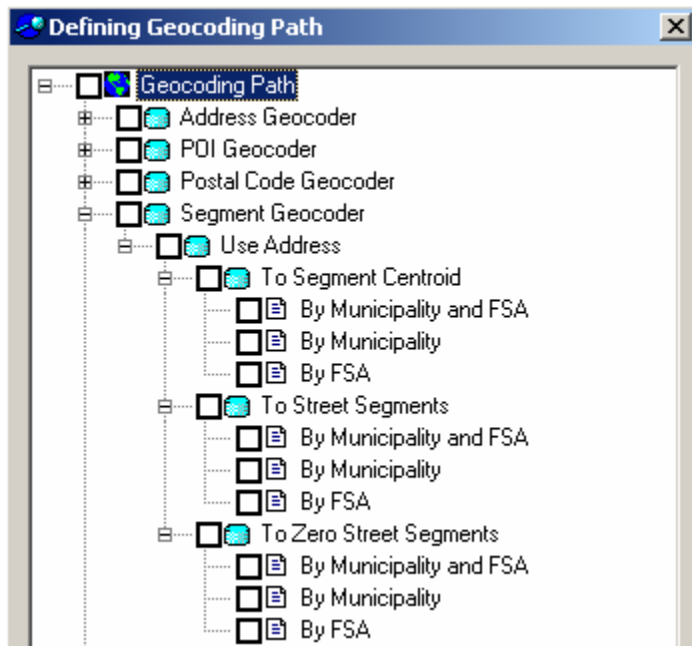 Defining Geocoding Path
Geocoding Path
Address Geocoder
POI Geocoder
Postal Code Geocoder
Segment Geocoder
Use Address
To Segment Centroid
By Municipality and FSA
By Municipality
By FSA
To Street Segments
By Municipality and FSA
By Municipality
By FSA
To Zero Street Segments
By Municipality and FSA
By Municipality
By FSA